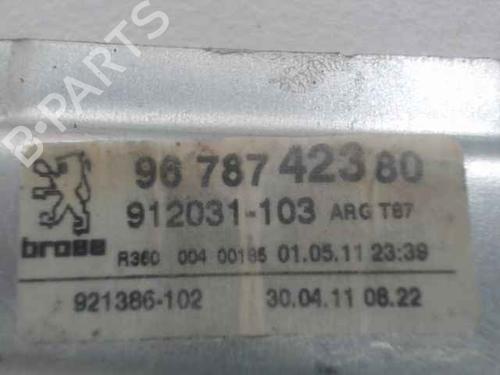 B-PARTS
96 787 423 80
912031-103 ARG T87
brose
R360 004 00185 01.05.11 23:39
921386-102 30.04.11 08.22